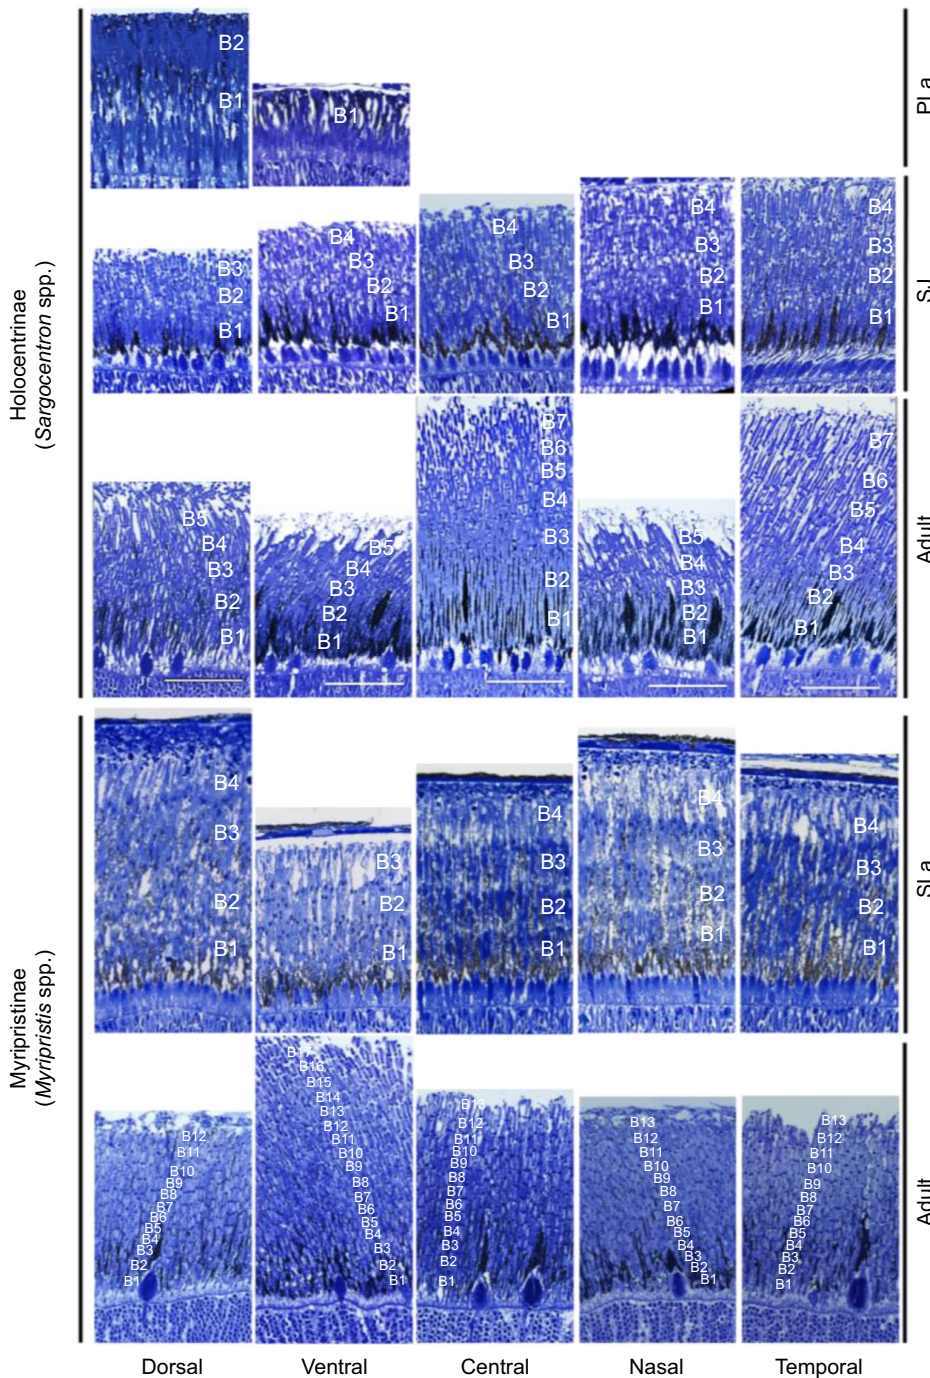 B2
B1
B1
PLa
B3
B2
B1
B4
B3
B2
B1
B4
B3
B2
B1
B4
B3
B2
B1
B4
B3
B2
B1
SJ
Holocentrinae
(Sargocentron spp.)
B5
B4
B3
B2
B1
B5
B4
B3
B2
B1
B7
B6
B5
B4
B3
B2
B1
B5
B4
B3
B2
B1
B7
B6
B5
B4
B3
B2
B1
Adult
B4
B3
B2
B1
B3
B2
B1
B4
B3
B2
B1
B4
B3
B2
B1
B4
B3
B2
B1
SLa
Myripristinae
(Myripristis spp.)
B12
B11
B10
B9
B8
B7
B6
B5
B4
B3
B2
B1
B17
B16
B15
B14
B13
B12
B11
B10
B9
B8
B7
B6
B5
B4
B3
B2
B1
B13
B12
B11
B10
B9
B8
B7
B6
B5
B4
B3
B2
B1
B13
B12
B11
B10
B9
B8
B7
B6
B5
B4
B3
B2
B1
B13
B12
B11
B10
B9
B8
B7
B6
B5
B4
B3
B2
B1
Adult
Dorsal Ventral Central Nasal Temporal